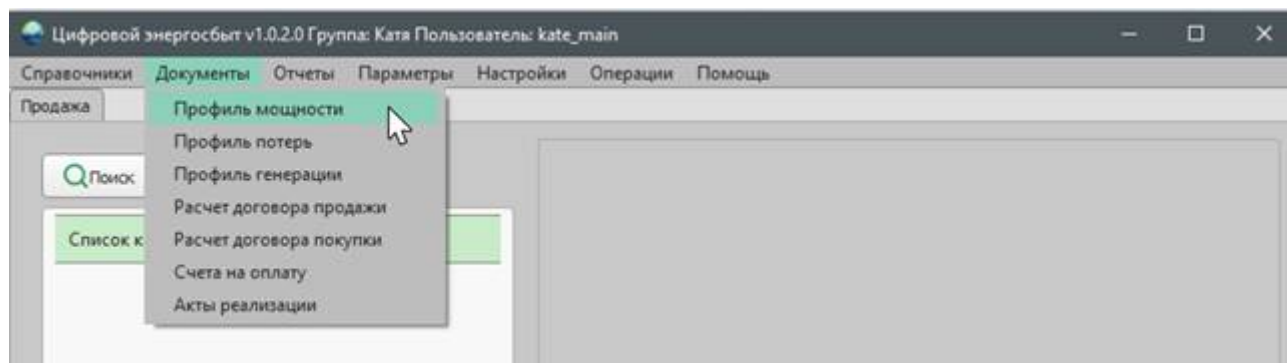 Цифровой энергосбыт v1.0.2.0 Группа: Катя Пользователь: kate_main
Справочники Документы Отчеты Параметры Настройки Операции Помощь
Продажа
Профиль мощности
Профиль потерь
Поиск
Профиль генерации
Расчет договора продажи
Список к
Расчет договора покупки
Счета на оплату
Акты реализации